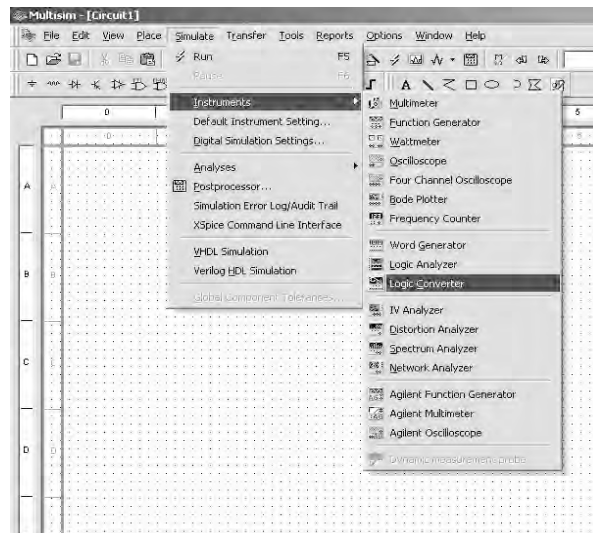 Multisim - [Circuit1]
File Edit View Place Simulate Transfer Tools Reports Options Window Help
Run F5
Pause F6
Instruments
Default Instrument Setting...
Digital Simulation Settings...
Analyses
Postprocessor...
Simulation Error Log/Audit Trail
XSpice Command Line Interface
VHDL Simulation
Verilog HDL Simulation
Global Component Tolerances...
Multimeter
Function Generator
Wattmeter
Oscilloscope
Four Channel Oscilloscope
Bode Plotter
Frequency Counter
Word Generator
Logic Analyzer
Logic Converter
IV Analyzer
Distortion Analyzer
Spectrum Analyzer
Network Analyzer
Agilent Function Generator
Agilent Multimeter
Agilent Oscilloscope
Dynamic measurement probe
0
5
A
B
C
D